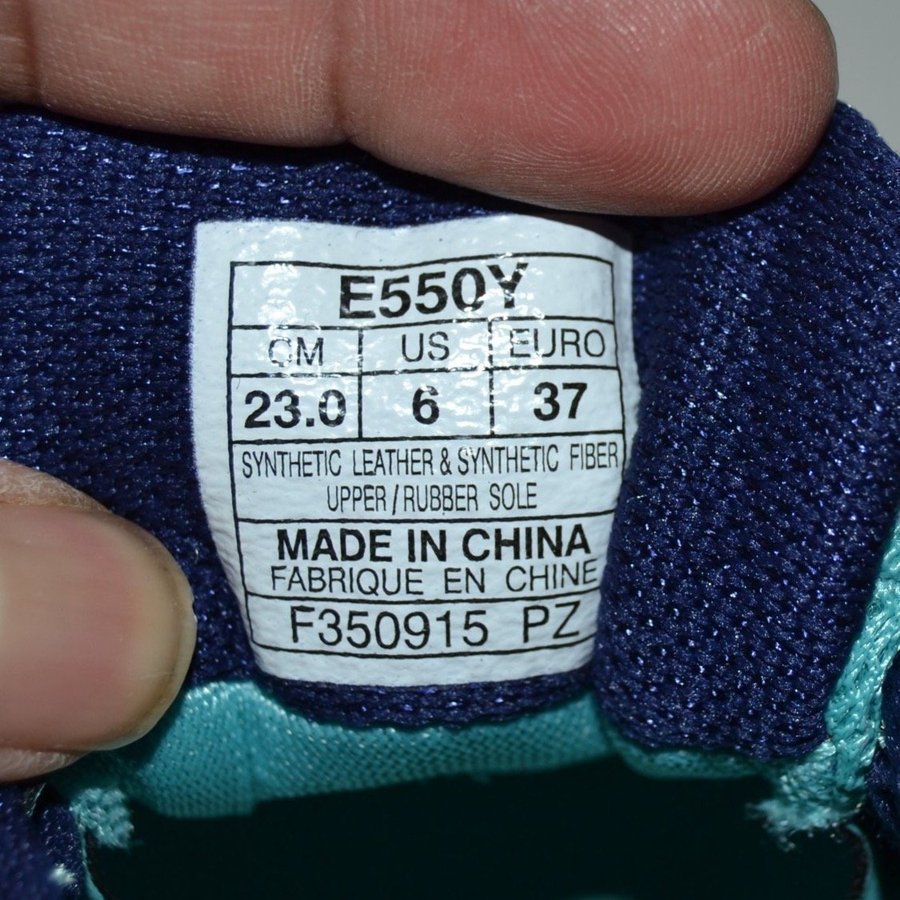 E550Y
CM US EURO
23.0 6 37
SYNTHETIC LEATHER & SYNTHETIC FIBER
UPPER / RUBBER SOLE
MADE IN CHINA
FABRIQUE EN CHINE
F350915 PZ